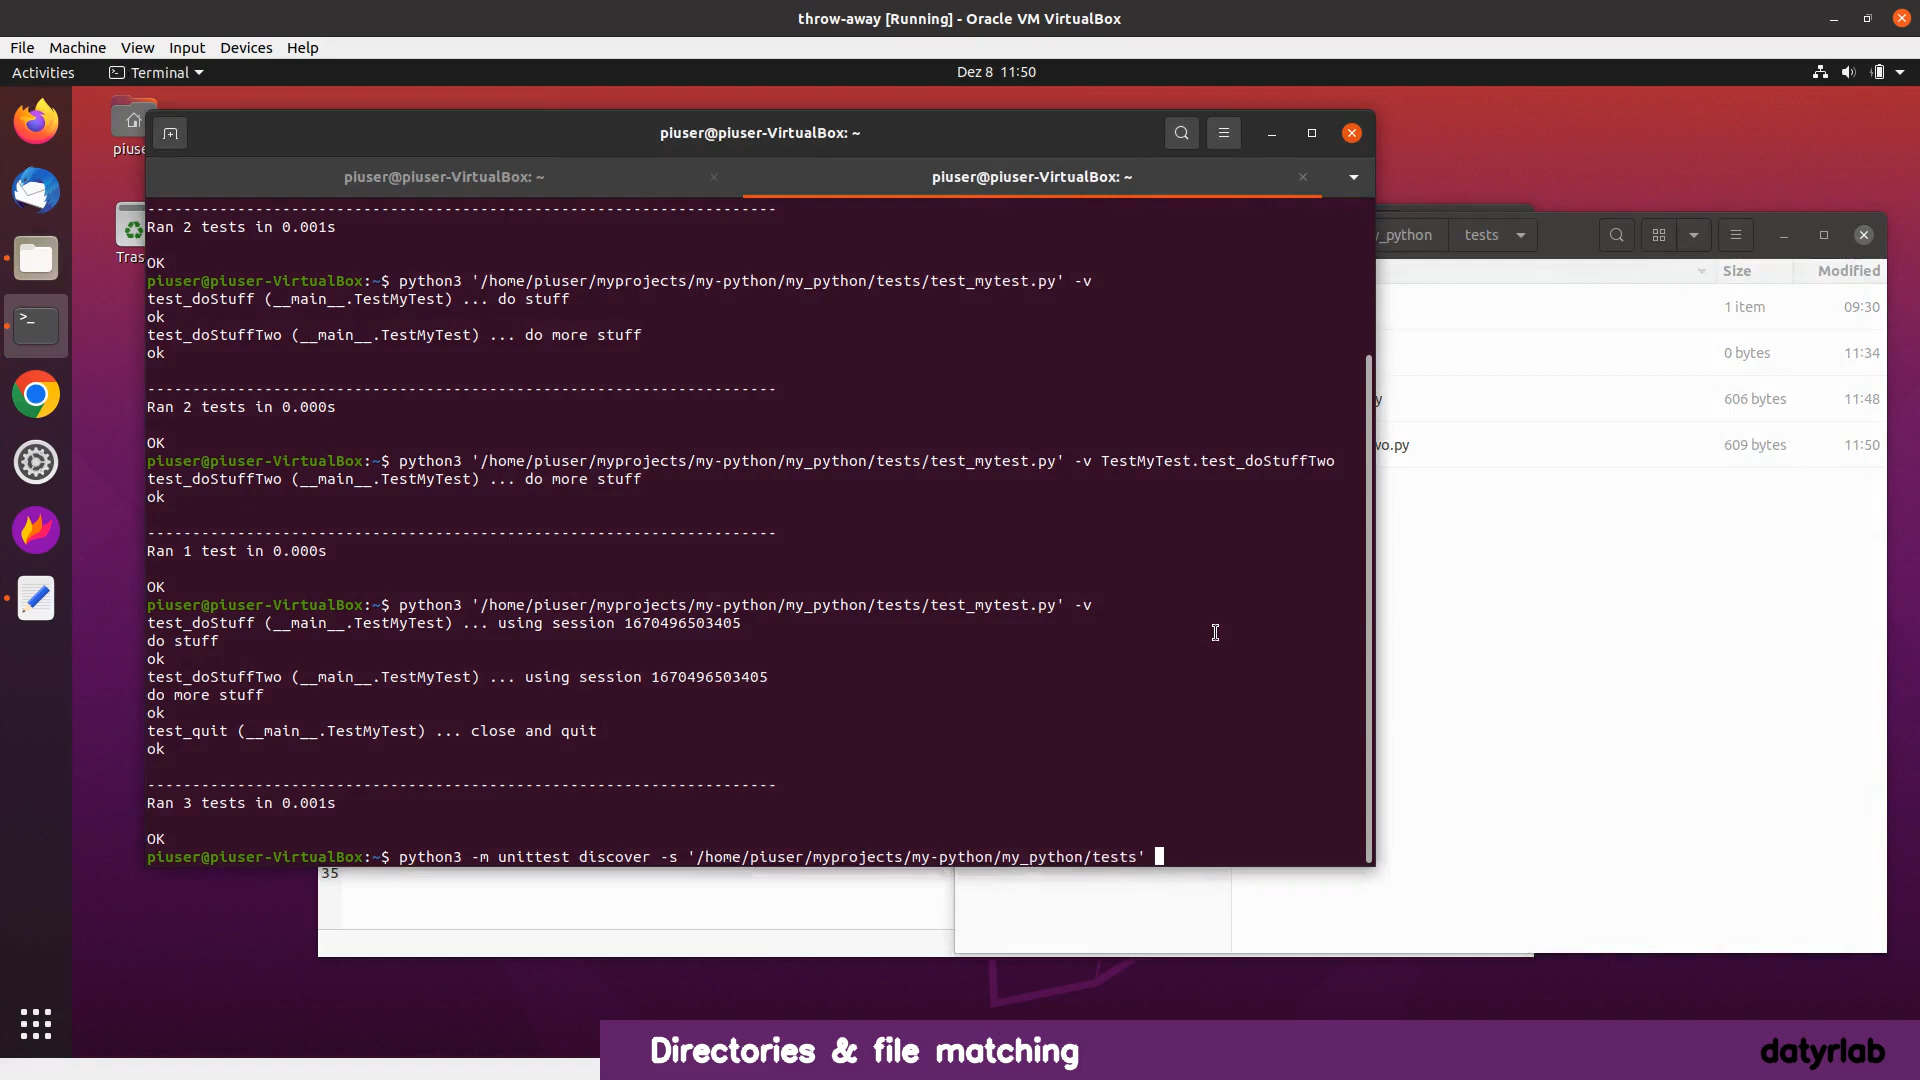 throw-away [Running] - Oracle VM VirtualBox
File Machine View Input Devices Help
Activities Terminal Dez 8 11:50
piuser@piuser-VirtualBox: ~
piuser@piuser-VirtualBox: ~ × piuser@piuser-VirtualBox: ~ ×
----------------------------------------------------------------------
Ran 2 tests in 0.001s
OK
piuser@piuser-VirtualBox:~$ python3 '/home/piuser/myprojects/my-python/my_python/tests/test_mytest.py' -v
test_doStuff (__main__.TestMyTest) ... do stuff
ok
test_doStuffTwo (__main__.TestMyTest) ... do more stuff
ok
----------------------------------------------------------------------
Ran 2 tests in 0.000s
OK
piuser@piuser-VirtualBox:~$ python3 '/home/piuser/myprojects/my-python/my_python/tests/test_mytest.py' -v TestMyTest.test_doStuffTwo
test_doStuffTwo (__main__.TestMyTest) ... do more stuff
ok
----------------------------------------------------------------------
Ran 1 test in 0.000s
OK
piuser@piuser-VirtualBox:~$ python3 '/home/piuser/myprojects/my-python/my_python/tests/test_mytest.py' -v
test_doStuff (__main__.TestMyTest) ... using session 1670496503405
do stuff
ok
test_doStuffTwo (__main__.TestMyTest) ... using session 1670496503405
do more stuff
ok
test_quit (__main__.TestMyTest) ... close and quit
ok
----------------------------------------------------------------------
Ran 3 tests in 0.001s
OK
piuser@piuser-VirtualBox:~$ python3 -m unittest discover -s '/home/piuser/myprojects/my-python/my_python/tests'
35
piuse
Tras
y_python tests
Size Modified
1 item 09:30
0 bytes 11:34
y 606 bytes 11:48
wo.py 609 bytes 11:50
Directories & file matching
datyrlab